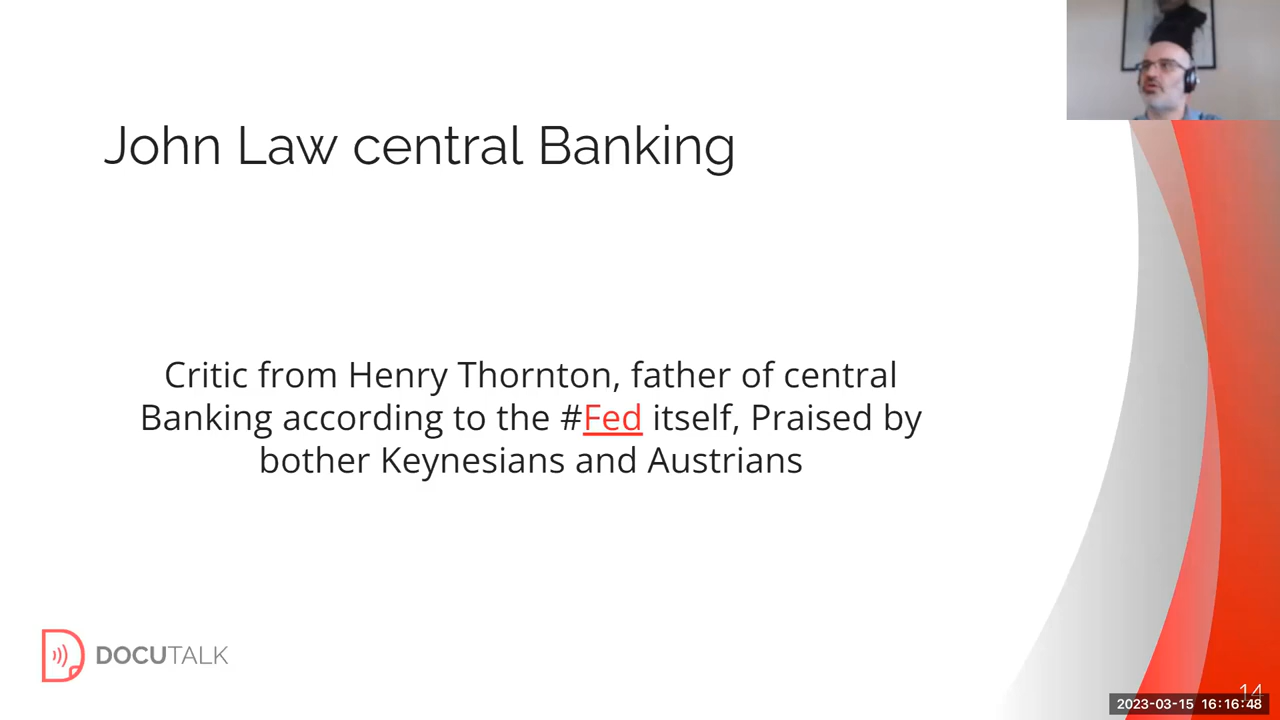 John Law central Banking
Critic from Henry Thornton, father of central
Banking according to the #Fed itself, Praised by
bother Keynesians and Austrians
DOCUTALK
14
2023-03-15 16:16:48